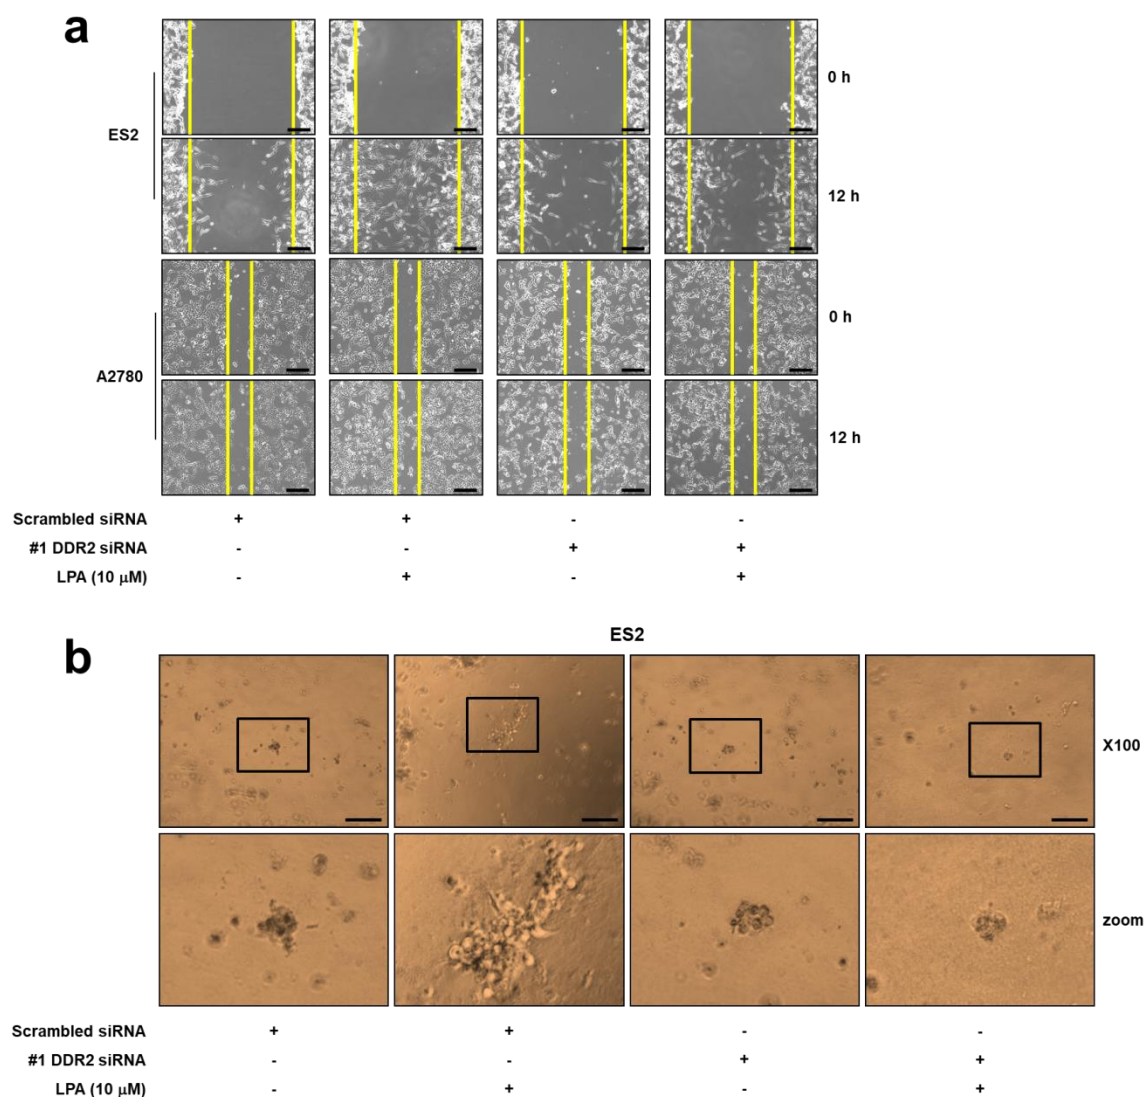 a
0 h
ES2
12 h
0 h
A2780
12 h
Scrambled siRNA + + - -
#1 DDR2 siRNA - - + +
LPA (10 μM) - + - +
b
ES2
X100
zoom
Scrambled siRNA + + - -
#1 DDR2 siRNA - - + +
LPA (10 μM) - + - +